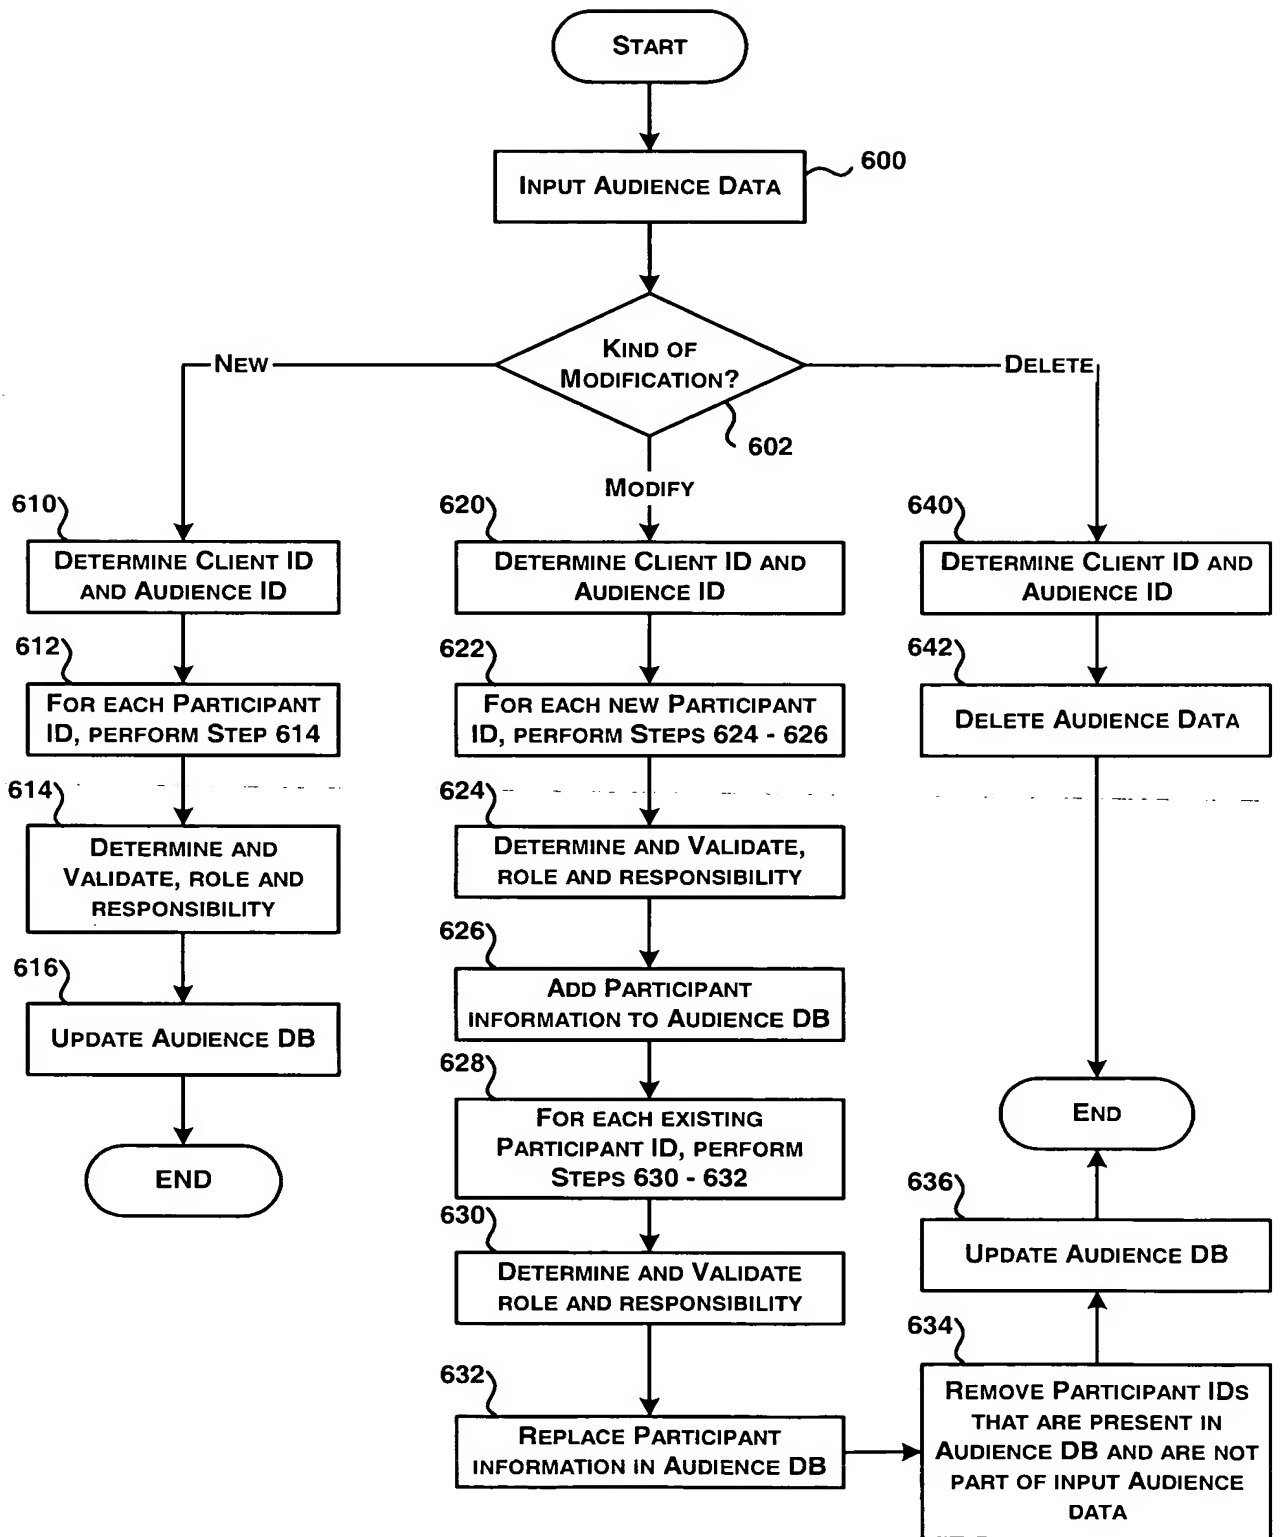 START
INPUT AUDIENCE DATA
600
KIND OF
MODIFICATION?
602
NEW
MODIFY
DELETE
610
DETERMINE CLIENT ID
AND AUDIENCE ID
612
FOR EACH PARTICIPANT
ID, PERFORM STEP 614
614
DETERMINE AND
VALIDATE, ROLE AND
RESPONSIBILITY
616
UPDATE AUDIENCE DB
END
620
DETERMINE CLIENT ID AND
AUDIENCE ID
622
FOR EACH NEW PARTICIPANT
ID, PERFORM STEPS 624 - 626
624
DETERMINE AND VALIDATE,
ROLE AND RESPONSIBILITY
626
ADD PARTICIPANT
INFORMATION TO AUDIENCE DB
628
FOR EACH EXISTING
PARTICIPANT ID, PERFORM
STEPS 630 - 632
630
DETERMINE AND VALIDATE
ROLE AND RESPONSIBILITY
632
REPLACE PARTICIPANT
INFORMATION IN AUDIENCE DB
640
DETERMINE CLIENT ID AND
AUDIENCE ID
642
DELETE AUDIENCE DATA
END
636
UPDATE AUDIENCE DB
634
REMOVE PARTICIPANT IDS
THAT ARE PRESENT IN
AUDIENCE DB AND ARE NOT
PART OF INPUT AUDIENCE
DATA